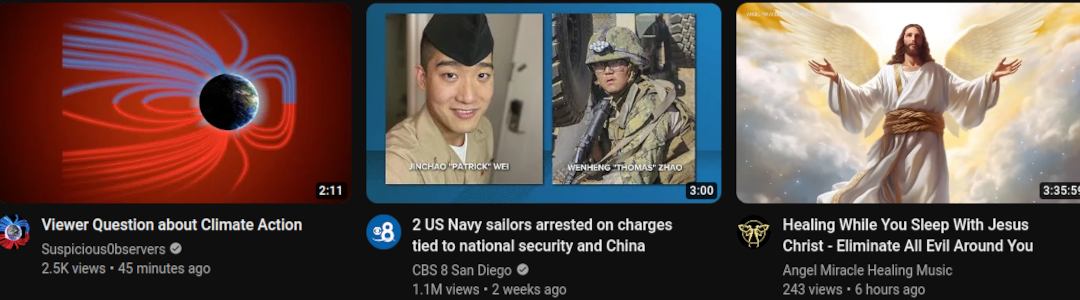 2:11
Viewer Question about Climate Action
Suspicious0bservers
2.5K views • 45 minutes ago
JINCHAO "PATRICK" WEI
WENHENG "THOMAS" ZHAO
3:00
8
2 US Navy sailors arrested on charges
tied to national security and China
CBS 8 San Diego
1.1M views • 2 weeks ago
3:35:59
Healing While You Sleep With Jesus
Christ - Eliminate All Evil Around You
Angel Miracle Healing Music
243 views • 6 hours ago